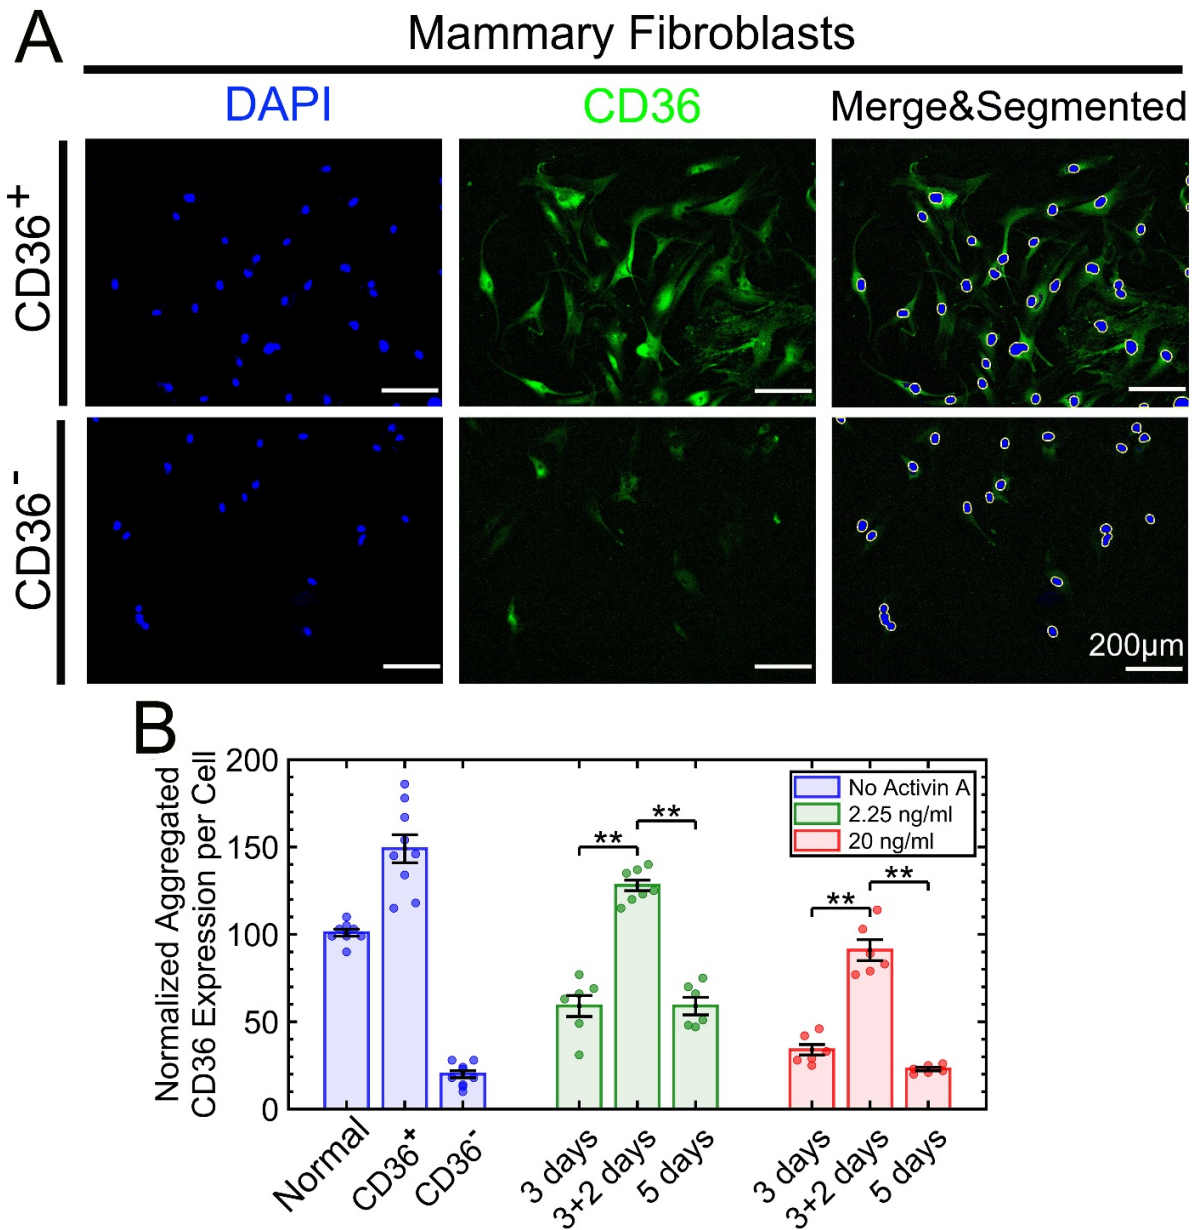 A
Mammary Fibroblasts
DAPI
CD36
Merge&Segmented
CD36+
CD36-
200µm
B
Normalized Aggregated
CD36 Expression per Cell
200
150
100
50
0
No Activin A
2.25 ng/ml
20 ng/ml
**
**
**
**
Normal
CD36+
CD36-
3 days
3+2 days
5 days
3 days
3+2 days
5 days